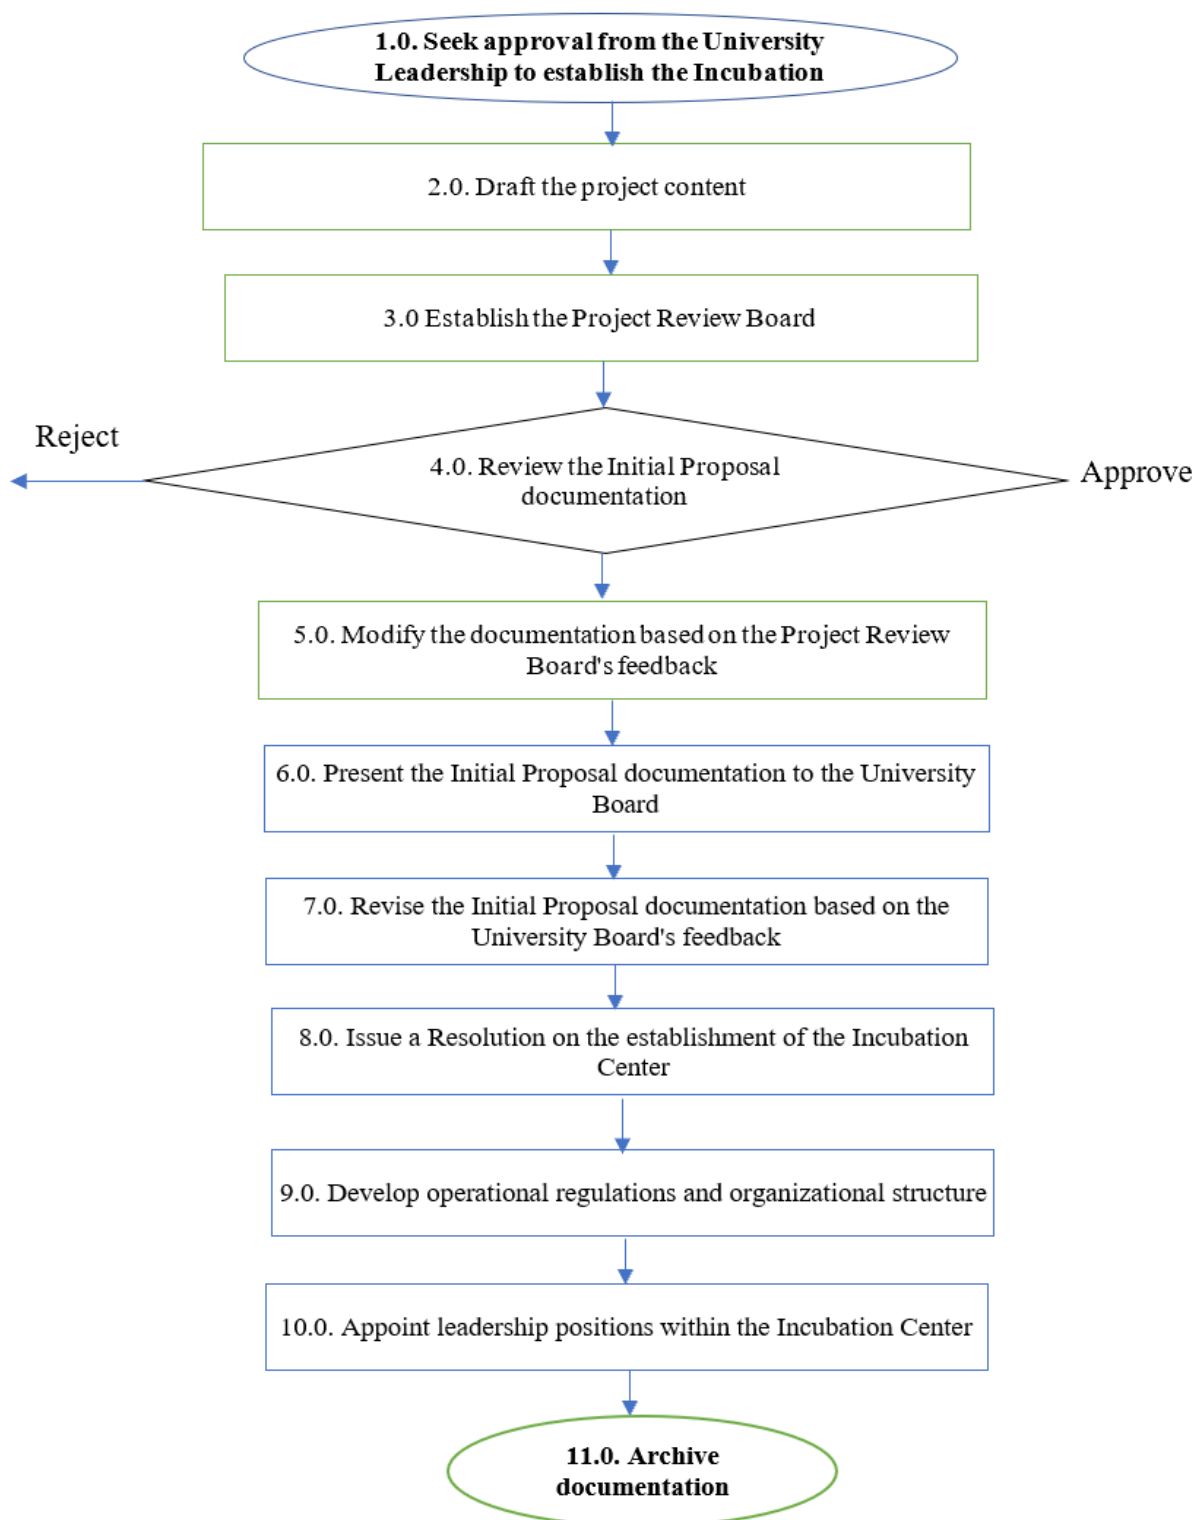 1.0. Seek approval from the University
Leadership to establish the Incubation
2.0. Draft the project content
3.0 Establish the Project Review Board
Reject
4.0. Review the Initial Proposal
documentation
Approve
5.0. Modify the documentation based on the Project Review
Board's feedback
6.0. Present the Initial Proposal documentation to the University
Board
7.0. Revise the Initial Proposal documentation based on the
University Board's feedback
8.0. Issue a Resolution on the establishment of the Incubation
Center
9.0. Develop operational regulations and organizational structure
10.0. Appoint leadership positions within the Incubation Center
11.0. Archive
documentation